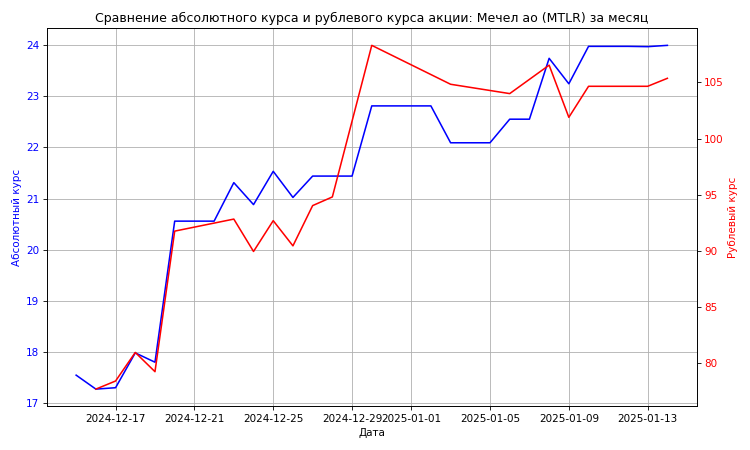 Сравнение абсолютного курса и рублевого курса акции: Мечел ао (MTLR) за месяц
24
23
22
21
20
19
18
17
Абсолютный курс
105
100
95
90
85
80
Рублевый курс
2024-12-17 2024-12-21 2024-12-25 2024-12-29 2025-01-01 2025-01-05 2025-01-09 2025-01-13
Дата